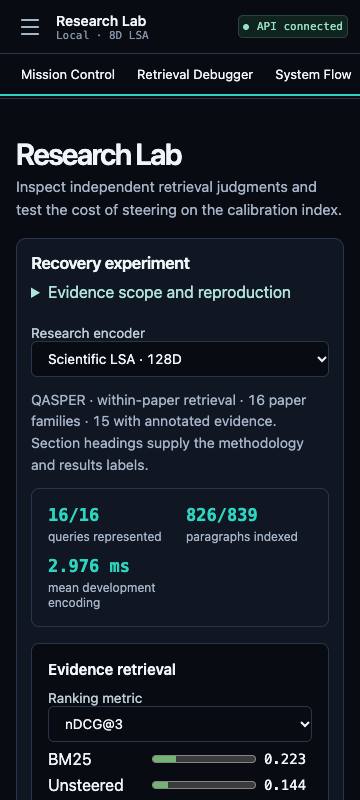 Research Lab
Local · 8D LSA
API connected
Mission Control
Retrieval Debugger
System Flow
Research Lab
Inspect independent retrieval judgments and
test the cost of steering on the calibration index.
Recovery experiment
Evidence scope and reproduction
Research encoder
Scientific LSA · 128D
QASPER · within-paper retrieval · 16 paper
families · 15 with annotated evidence.
Section headings supply the methodology
and results labels.
16/16
queries represented
826/839
paragraphs indexed
2.976 ms
mean development
encoding
Evidence retrieval
Ranking metric
nDCG@3
BM25 0.223
Unsteered 0.144